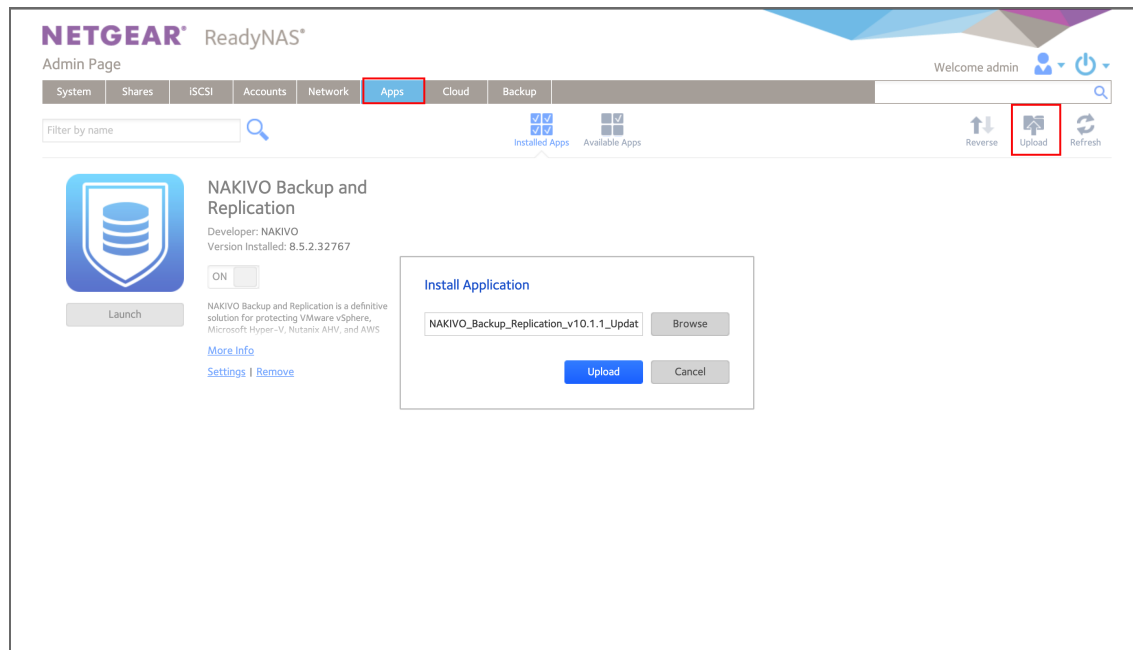 NETGEAR® ReadyNAS®
Admin Page
Welcome admin
System Shares iSCSI Accounts Network Apps Cloud Backup
Filter by name
Installed Apps Available Apps
Reverse Upload Refresh
NAKIVO Backup and
Replication
Developer: NAKIVO
Version Installed: 8.5.2.32767
ON
Launch
NAKIVO Backup and Replication is a definitive
solution for protecting VMware vSphere,
Microsoft Hyper-V, Nutanix AHV, and AWS
More Info
Settings | Remove
Install Application
NAKIVO_Backup_Replication_v10.1.1_Updat Browse
Upload Cancel